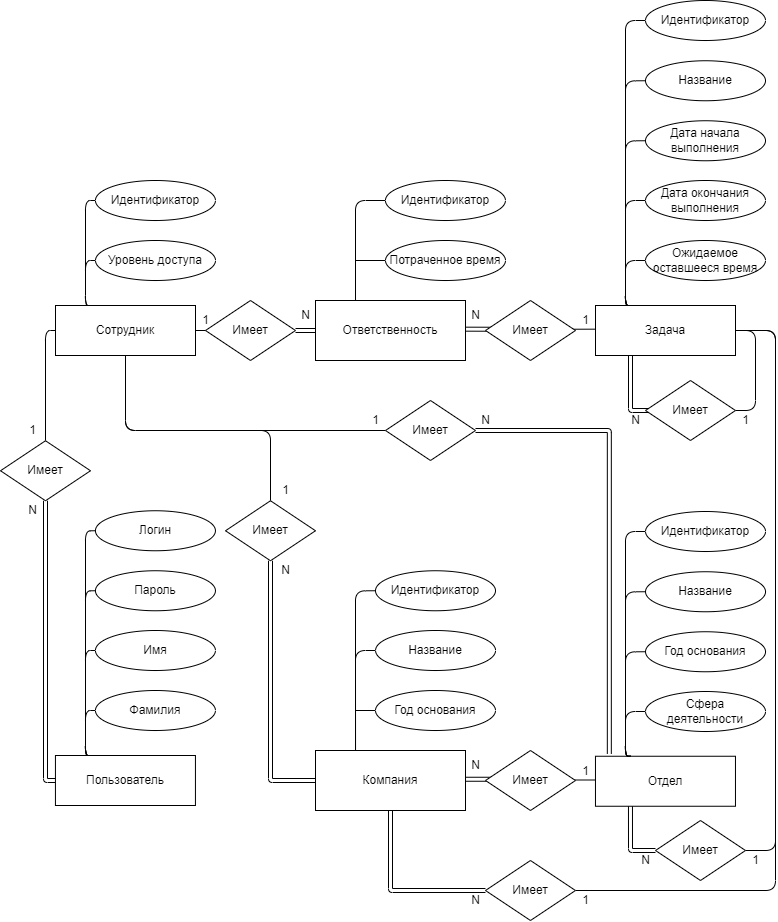 Идентификатор
Название
Дата начала
выполнения
Идентификатор
Идентификатор
Дата окончания
выполнения
Уровень доступа
Потраченное время
Ожидаемое
оставшееся время
Сотрудник
1
Имеет
N
Ответственность
N
Имеет
1
Задача
1
Имеет
N
1
Имеет
N
Имеет
N
1
1
Имеет
N
Имеет
N
Логин
Пароль
Имя
Фамилия
Идентификатор
Название
Год основания
Идентификатор
Название
Год основания
Сфера
деятельности
Пользователь
Компания
N
Имеет
1
Отдел
N
Имеет
1
N
Имеет
1